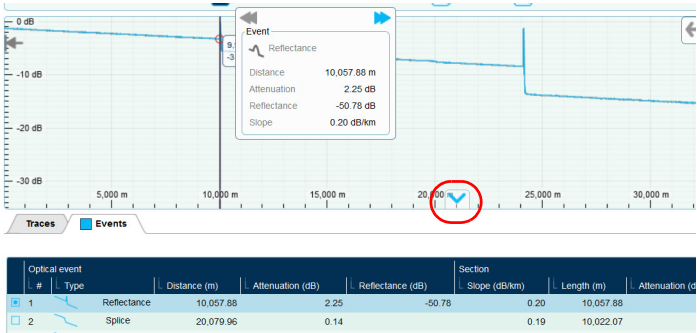 0 dB
Event
Reflectance
Distance 10,057.88 m
Attenuation 2.25 dB
Reflectance -50.78 dB
Slope 0.20 dB/km
-10 dB
-20 dB
-30 dB
5,000 m 10,000 m 15,000 m 25,000 m 30,000 m
Traces Events
Optical event Section
# Type Distance (m) Attenuation (dB) Reflectance (dB) Slope (dB/km) Length (m) Attenuation
1 Reflectance 10,057.88 2.25 -50.78 0.20 10,057.88
2 Splice 20,079.96 0.14 0.19 10,022.07